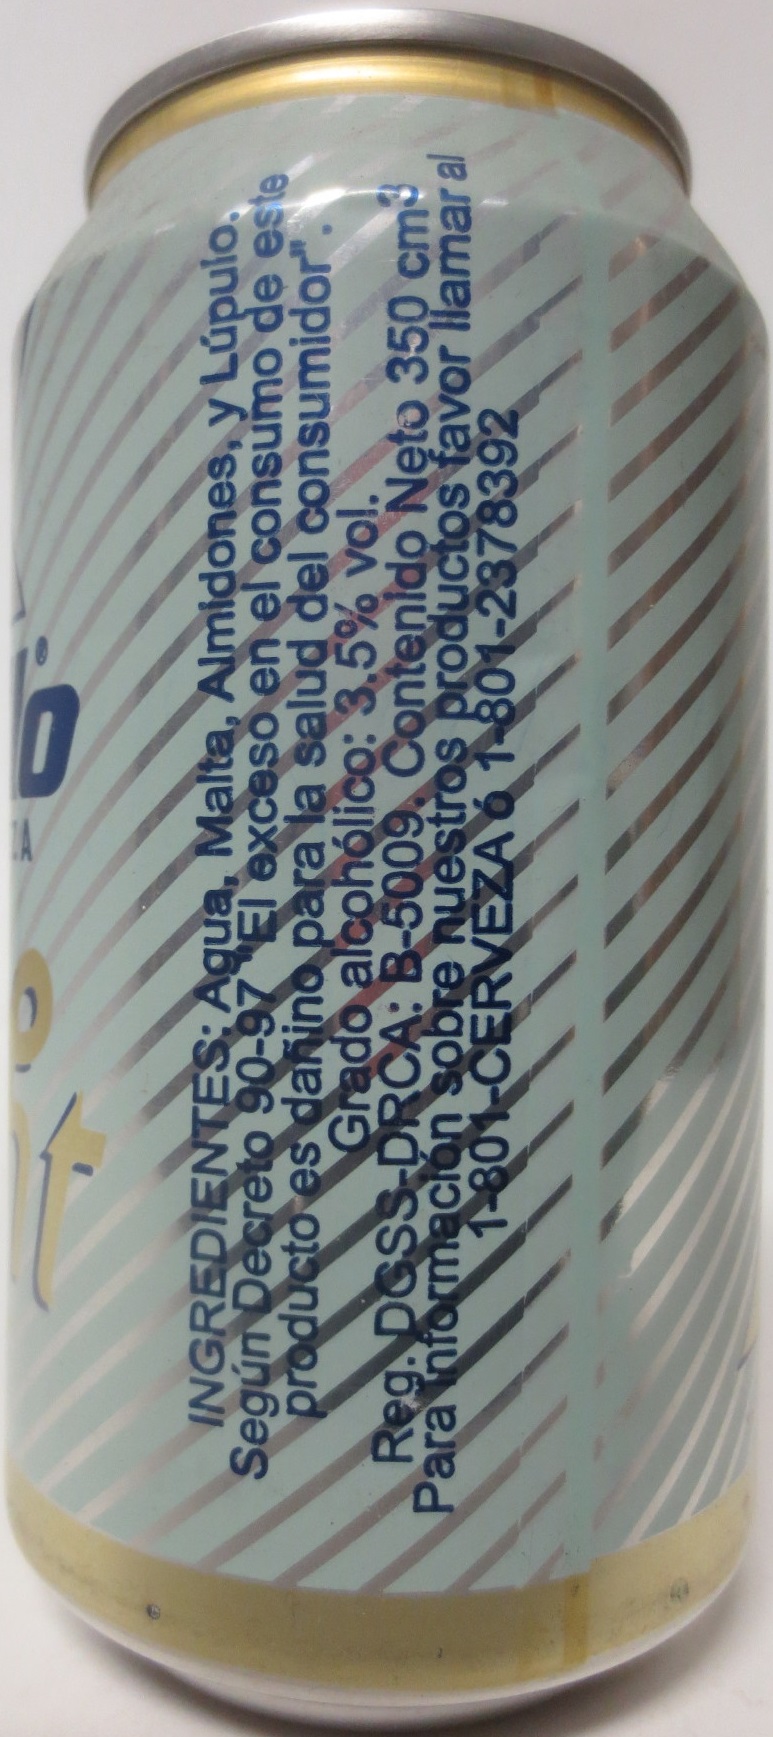 INGREDIENTES: Agua, Malta, Almidones, y Lúpulo.
Según Decreto 90-97 "El exceso en el consumo de este
producto es dañino para la salud del consumidor".
Grado alcohólico: 3.5% vol.
Reg. DGSS-DRCA: B-5009. Contenido Neto 350 cm3
Para información sobre nuestros productos favor llamar al
1-801-CERVEZA ó 1-801-2378392